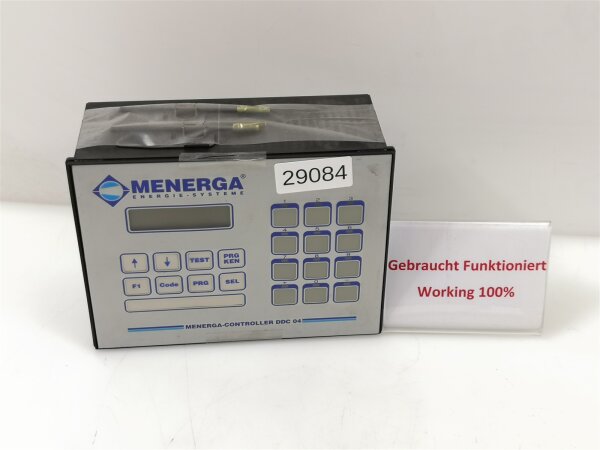 MENERGA®
ENERGIE-SYSTEME
29084
↑ ↓ TEST PRG KEN
F1 Code PRG SEL
MENERGA-CONTROLLER DDC 04
Gebraucht Funktioniert
Working 100%